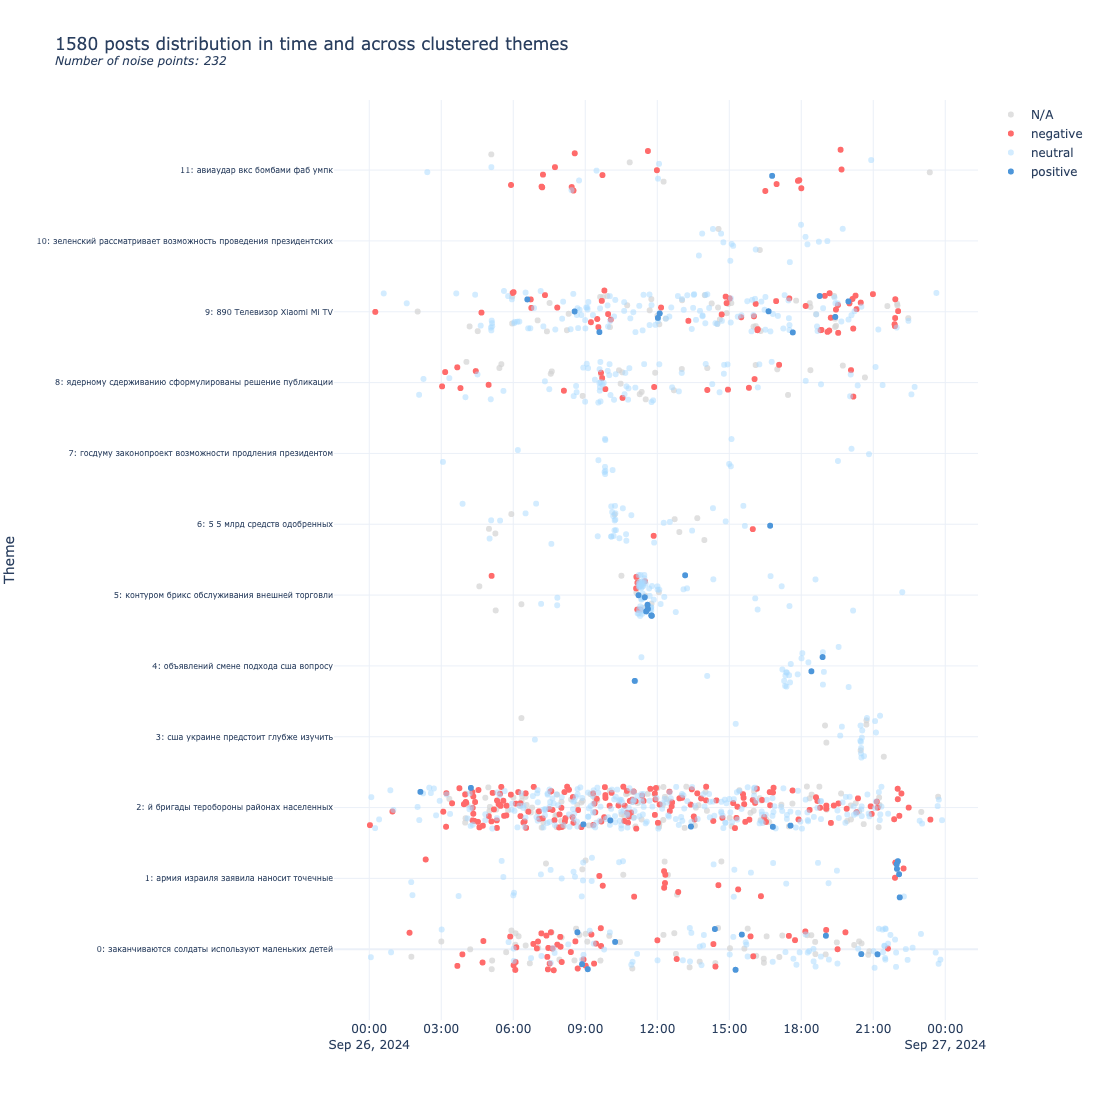 1580 posts distribution in time and across clustered themes
Number of noise points: 232
N/A
negative
neutral
positive
Theme
11: авиаудар вкс бомбами фаб умпк
10: зеленский рассматривает возможность проведения президентских
9: 890 Телевизор Xiaomi MI TV
8: ядерному сдерживанию сформулированы решение публикации
7: госдуму законопроект возможности продления президентом
6: 5 5 млрд средств одобренных
5: контуром брикс обслуживания внешней торговли
4: объявлений смене подхода сша вопросу
3: сша украине предстоит глубже изучить
2: й бригады теробороны районах населенных
1: армия израиля заявила наносит точечные
0: заканчиваются солдаты используют маленьких детей
00:00 03:00 06:00 09:00 12:00 15:00 18:00 21:00 00:00
Sep 26, 2024 Sep 27, 2024